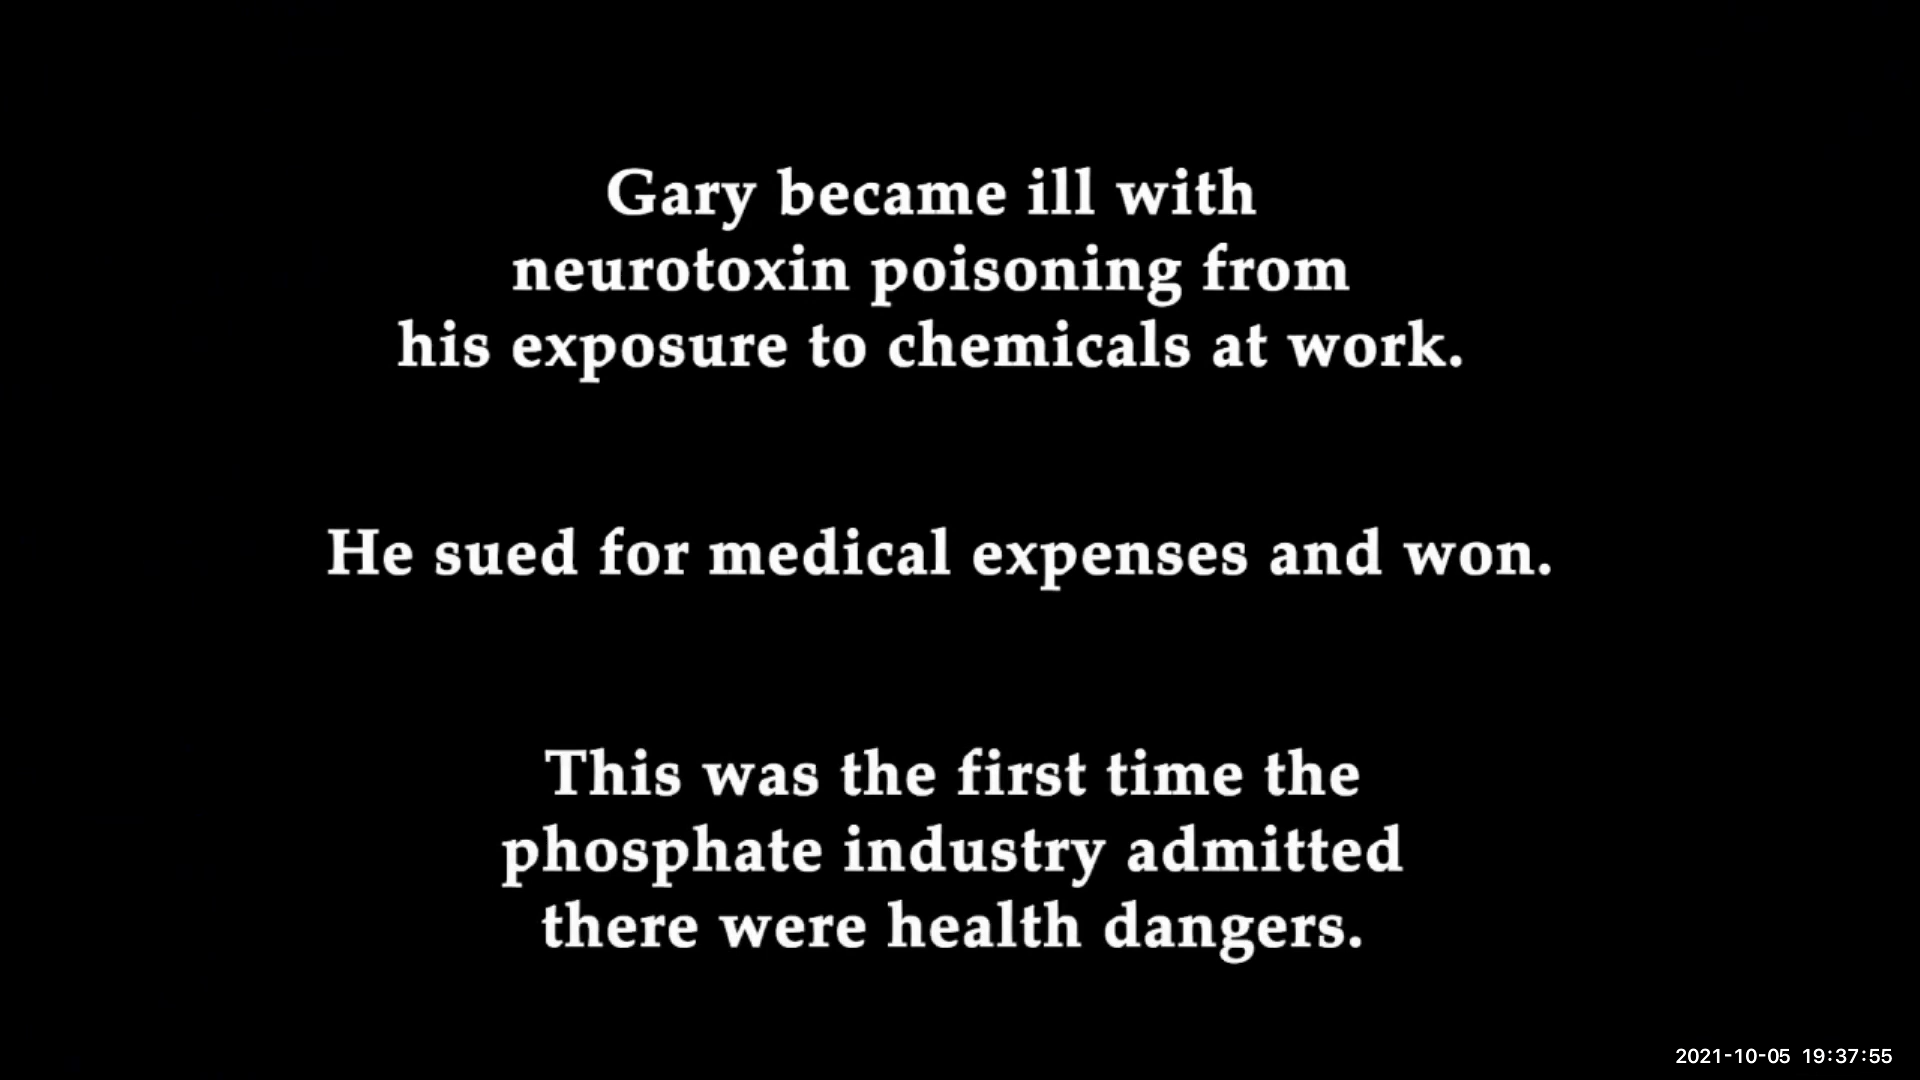 Gary became ill with
neurotoxin poisoning from
his exposure to chemicals at work.
He sued for medical expenses and won.
This was the first time the
phosphate industry admitted
there were health dangers.
2021-10-05 19:37:55